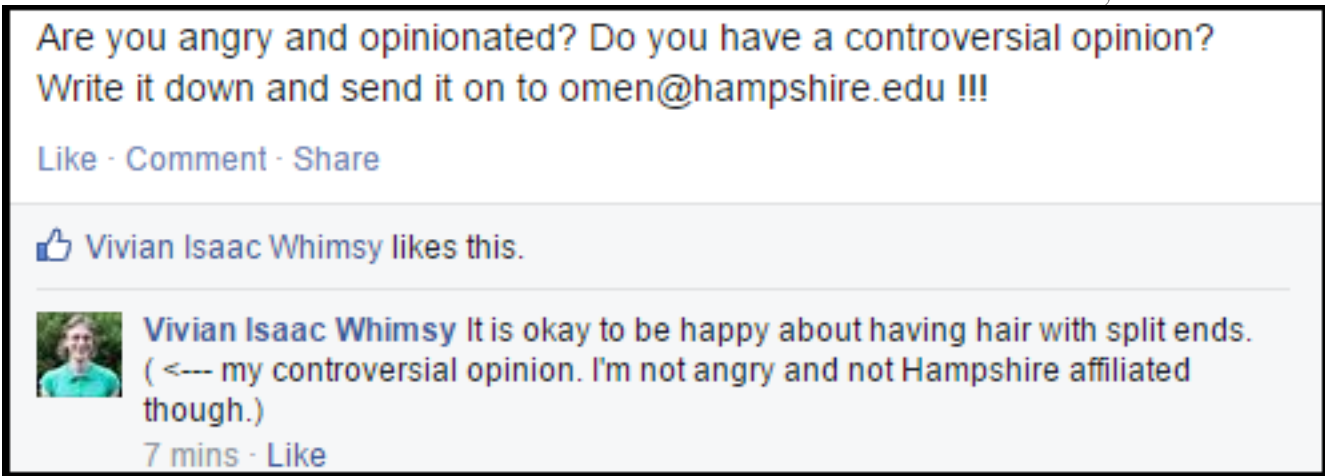 Are you angry and opinionated? Do you have a controversial opinion?
Write it down and send it on to omen@hampshire.edu !!!
Like · Comment · Share
Vivian Isaac Whimsy likes this.
Vivian Isaac Whimsy It is okay to be happy about having hair with split ends.
( <--- my controversial opinion. I'm not angry and not Hampshire affiliated
though.)
7 mins · Like